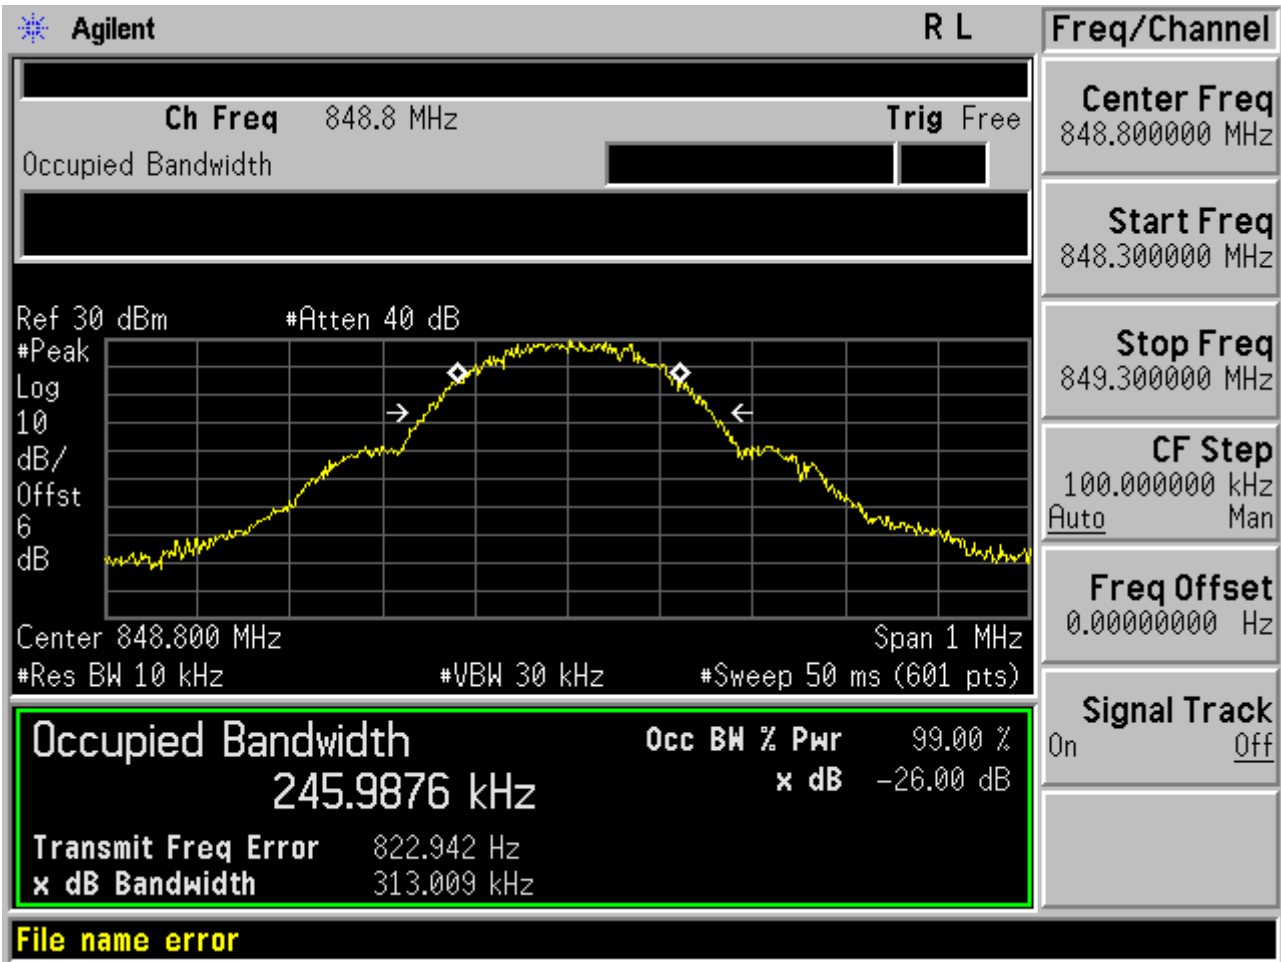 Agilent R L
Freq/Channel
Ch Freq 848.8 MHz Trig Free
Occupied Bandwidth
Center Freq
848.800000 MHz
Start Freq
848.300000 MHz
Stop Freq
849.300000 MHz
CF Step
100.000000 kHz
Auto Man
Freq Offset
0.00000000 Hz
Signal Track
On Off
Ref 30 dBm #Atten 40 dB
#Peak
Log
10
dB/
Offst
6
dB
Center 848.800 MHz Span 1 MHz
#Res BW 10 kHz #VBW 30 kHz #Sweep 50 ms (601 pts)
Occupied Bandwidth
245.9876 kHz
Occ BW % Pwr 99.00 %
x dB -26.00 dB
Transmit Freq Error 822.942 Hz
x dB Bandwidth 313.009 kHz
File name error